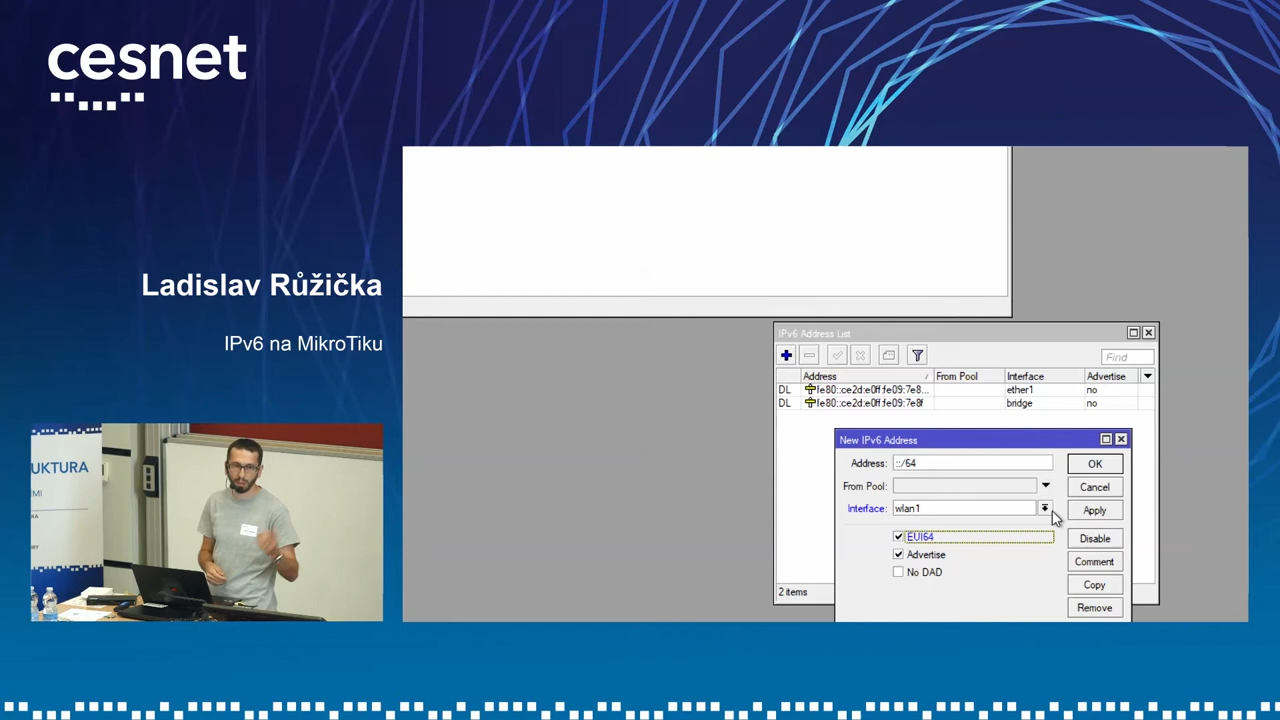 cesnet
Ladislav Růžička
IPv6 na MikroTiku
UKTURA
IPv6 Address List
Find
Address From Pool Interface Advertise
DL fe80::ce2d:e0ff:fe09:7e8... ether1 no
DL fe80::ce2d:e0ff:fe09:7e8f bridge no
New IPv6 Address
Address: ::/64 OK
From Pool: Cancel
Interface: wlan1 Apply
EUI64 Disable
Advertise Comment
No DAD Copy
Remove
2 items